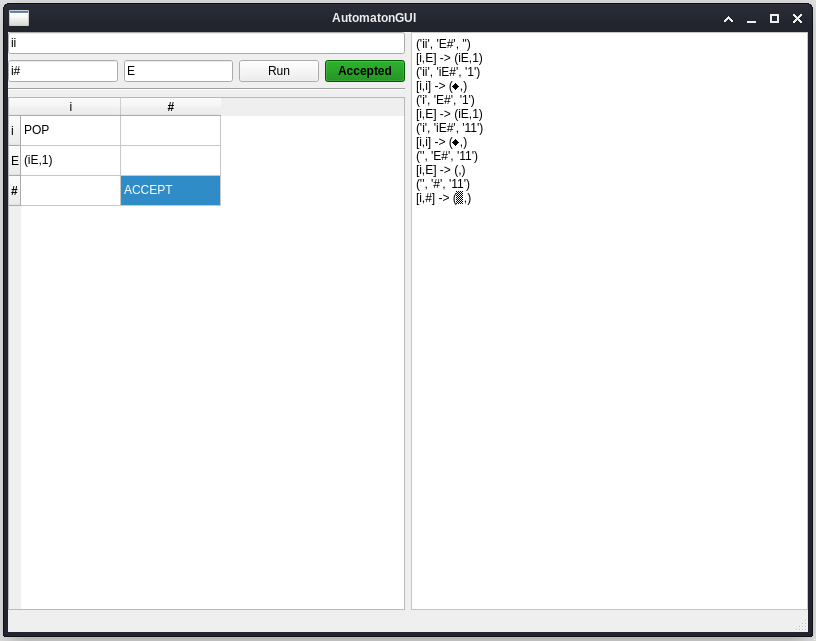 AutomatonGUI
ii
i#
E
Run
Accepted
i #
i POP
E (iE,1)
# ACCEPT
('ii', 'E#', '')
[i,E] -> (iE,1)
('ii', 'iE#', '1')
[i,i] -> (◆,)
('i', 'E#', '1')
[i,E] -> (iE,1)
('i', 'iE#', '11')
[i,i] -> (◆,)
('', 'E#', '11')
[i,E] -> (,)
('', '#', '11')
[i,#] -> (▒,)